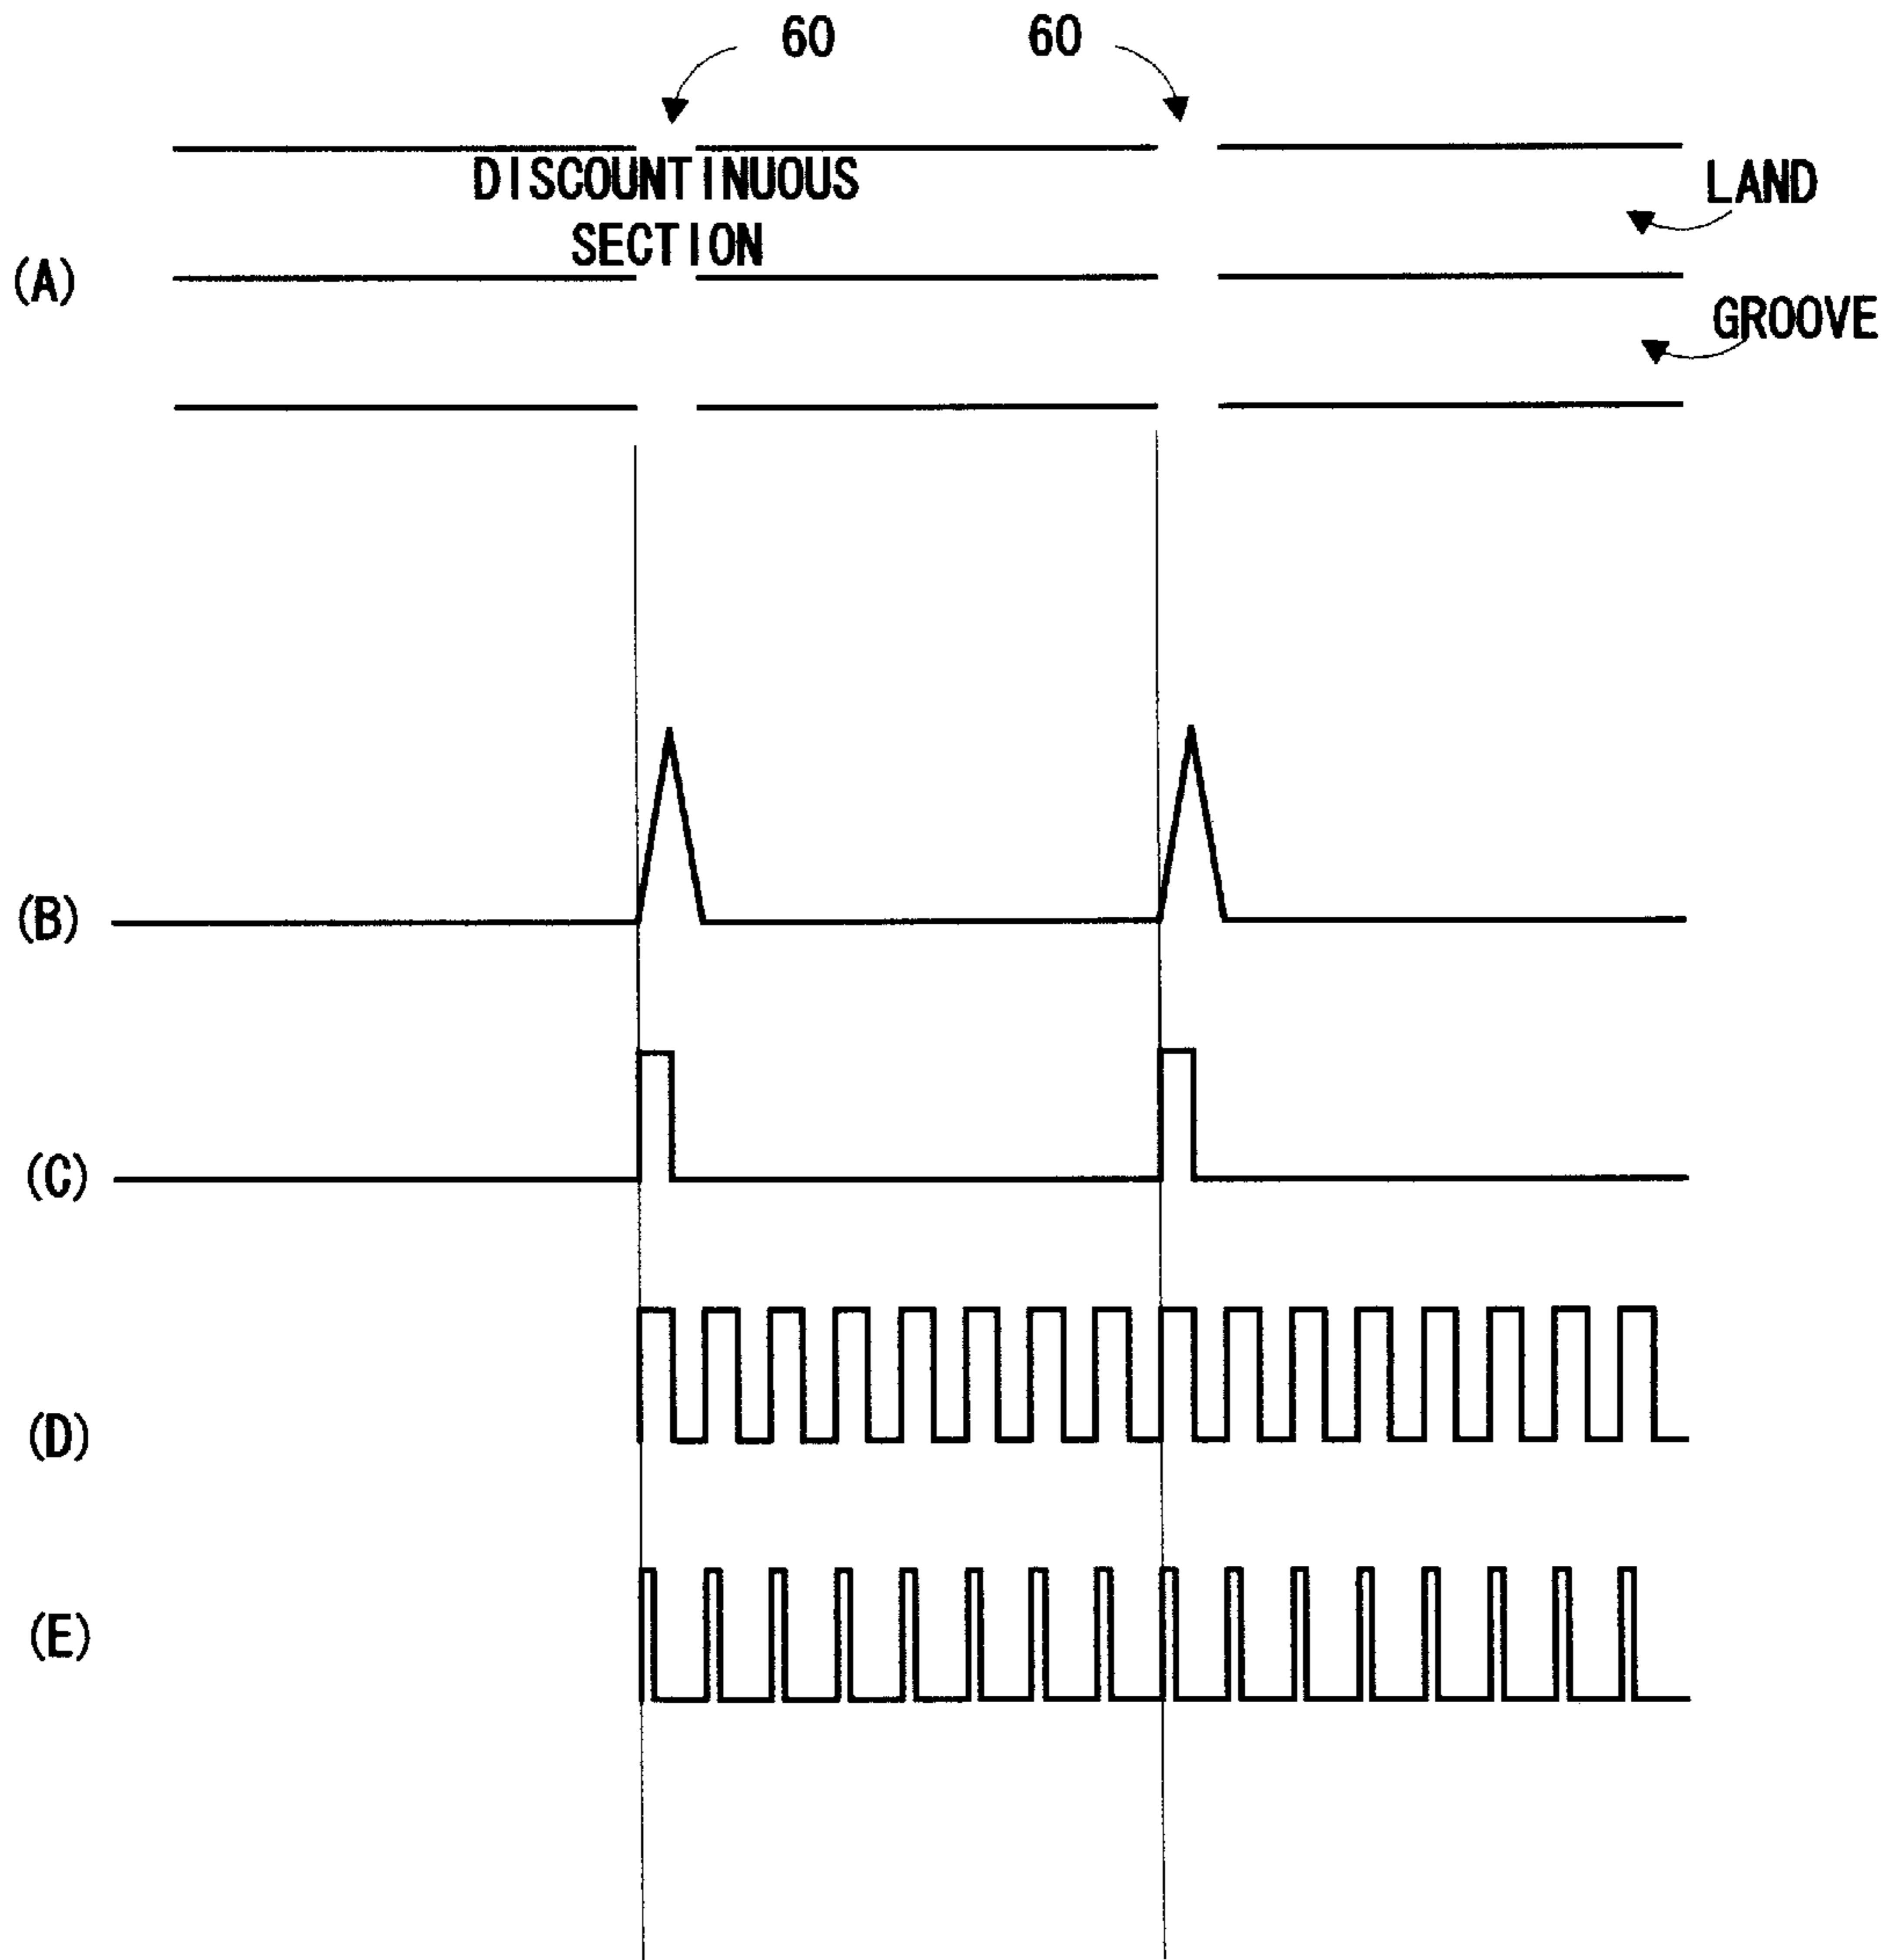 60 60
DISCOUNTINUOUS
SECTION
LAND
(A)
GROOVE
(B)
(C)
(D)
(E)